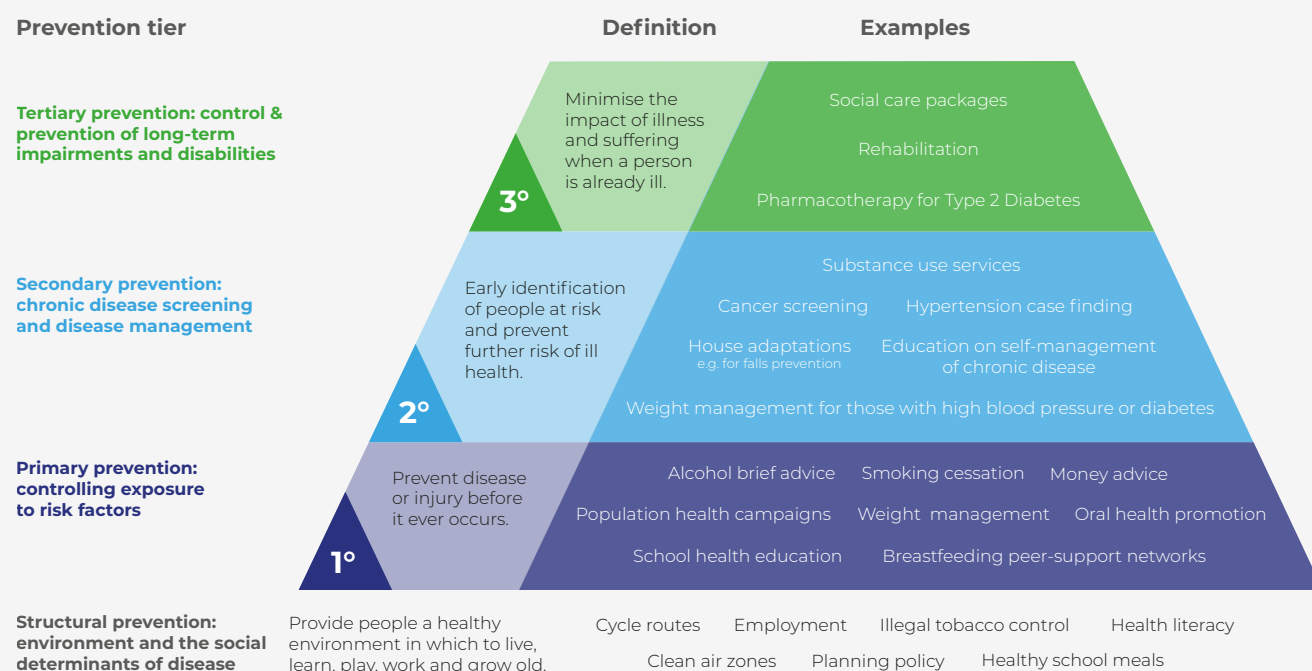 Prevention tier
Definition
Examples
Tertiary prevention: control &
prevention of long-term
impairments and disabilities
3°
Minimise the
impact of illness
and suffering
when a person
is already ill.
Social care packages
Rehabilitation
Pharmacotherapy for Type 2 Diabetes
Secondary prevention:
chronic disease screening
and disease management
2°
Early identification
of people at risk
and prevent
further risk of ill
health.
Substance use services
Cancer screening
Hypertension case finding
House adaptations
e.g. for falls prevention
Education on self-management
of chronic disease
Weight management for those with high blood pressure or diabetes
Primary prevention:
controlling exposure
to risk factors
1°
Prevent disease
or injury before
it ever occurs.
Alcohol brief advice
Smoking cessation
Money advice
Population health campaigns
Weight management
Oral health promotion
School health education
Breastfeeding peer-support networks
Structural prevention:
environment and the social
determinants of disease
Provide people a healthy
environment in which to live,
learn, play, work and grow old.
Cycle routes
Employment
Illegal tobacco control
Health literacy
Clean air zones
Planning policy
Healthy school meals